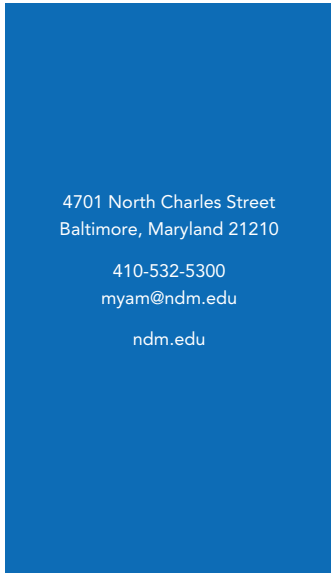 4701 North Charles Street
Baltimore, Maryland 21210
410-532-5300
myam@ndm.edu
ndm.edu